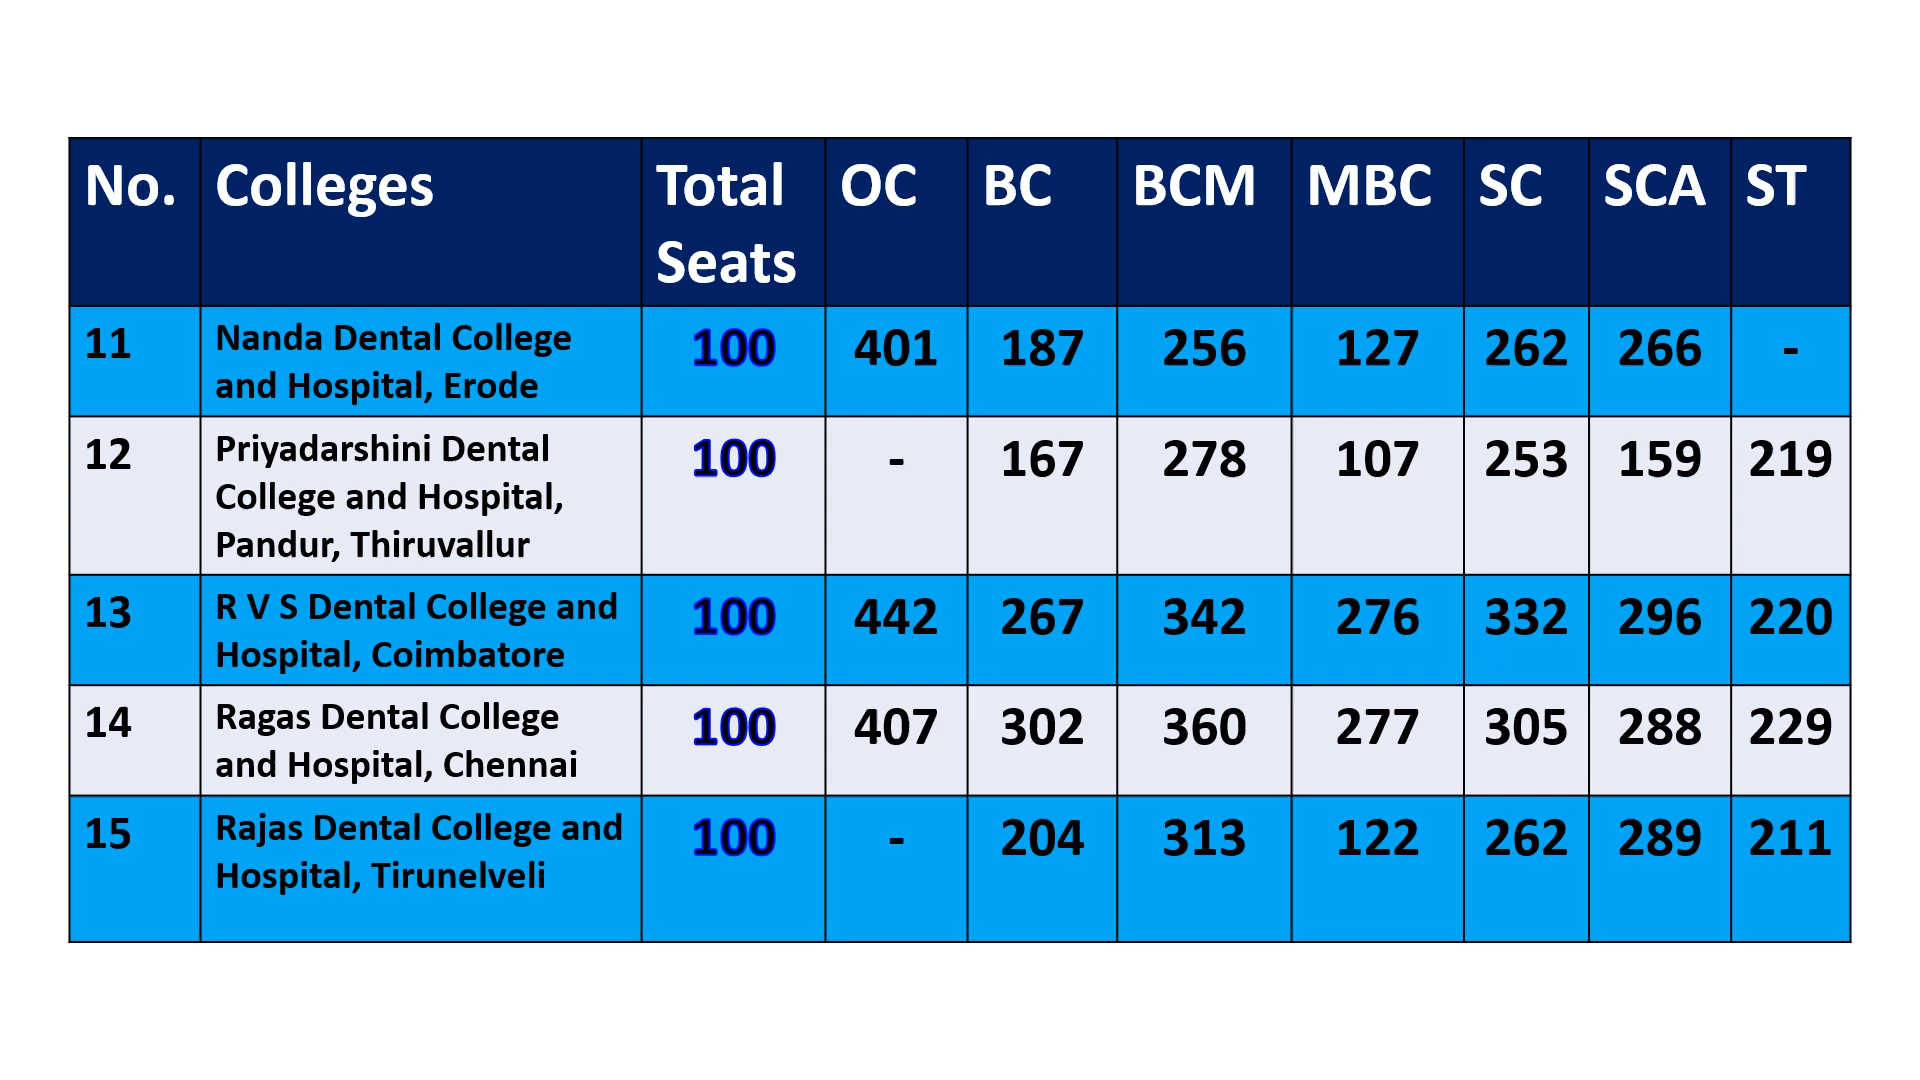 No. Colleges Total Seats OC BC BCM MBC SC SCA ST
11 Nanda Dental College and Hospital, Erode 100 401 187 256 127 262 266 -
12 Priyadarshini Dental College and Hospital, Pandur, Thiruvallur 100 - 167 278 107 253 159 219
13 R V S Dental College and Hospital, Coimbatore 100 442 267 342 276 332 296 220
14 Ragas Dental College and Hospital, Chennai 100 407 302 360 277 305 288 229
15 Rajas Dental College and Hospital, Tirunelveli 100 - 204 313 122 262 289 211